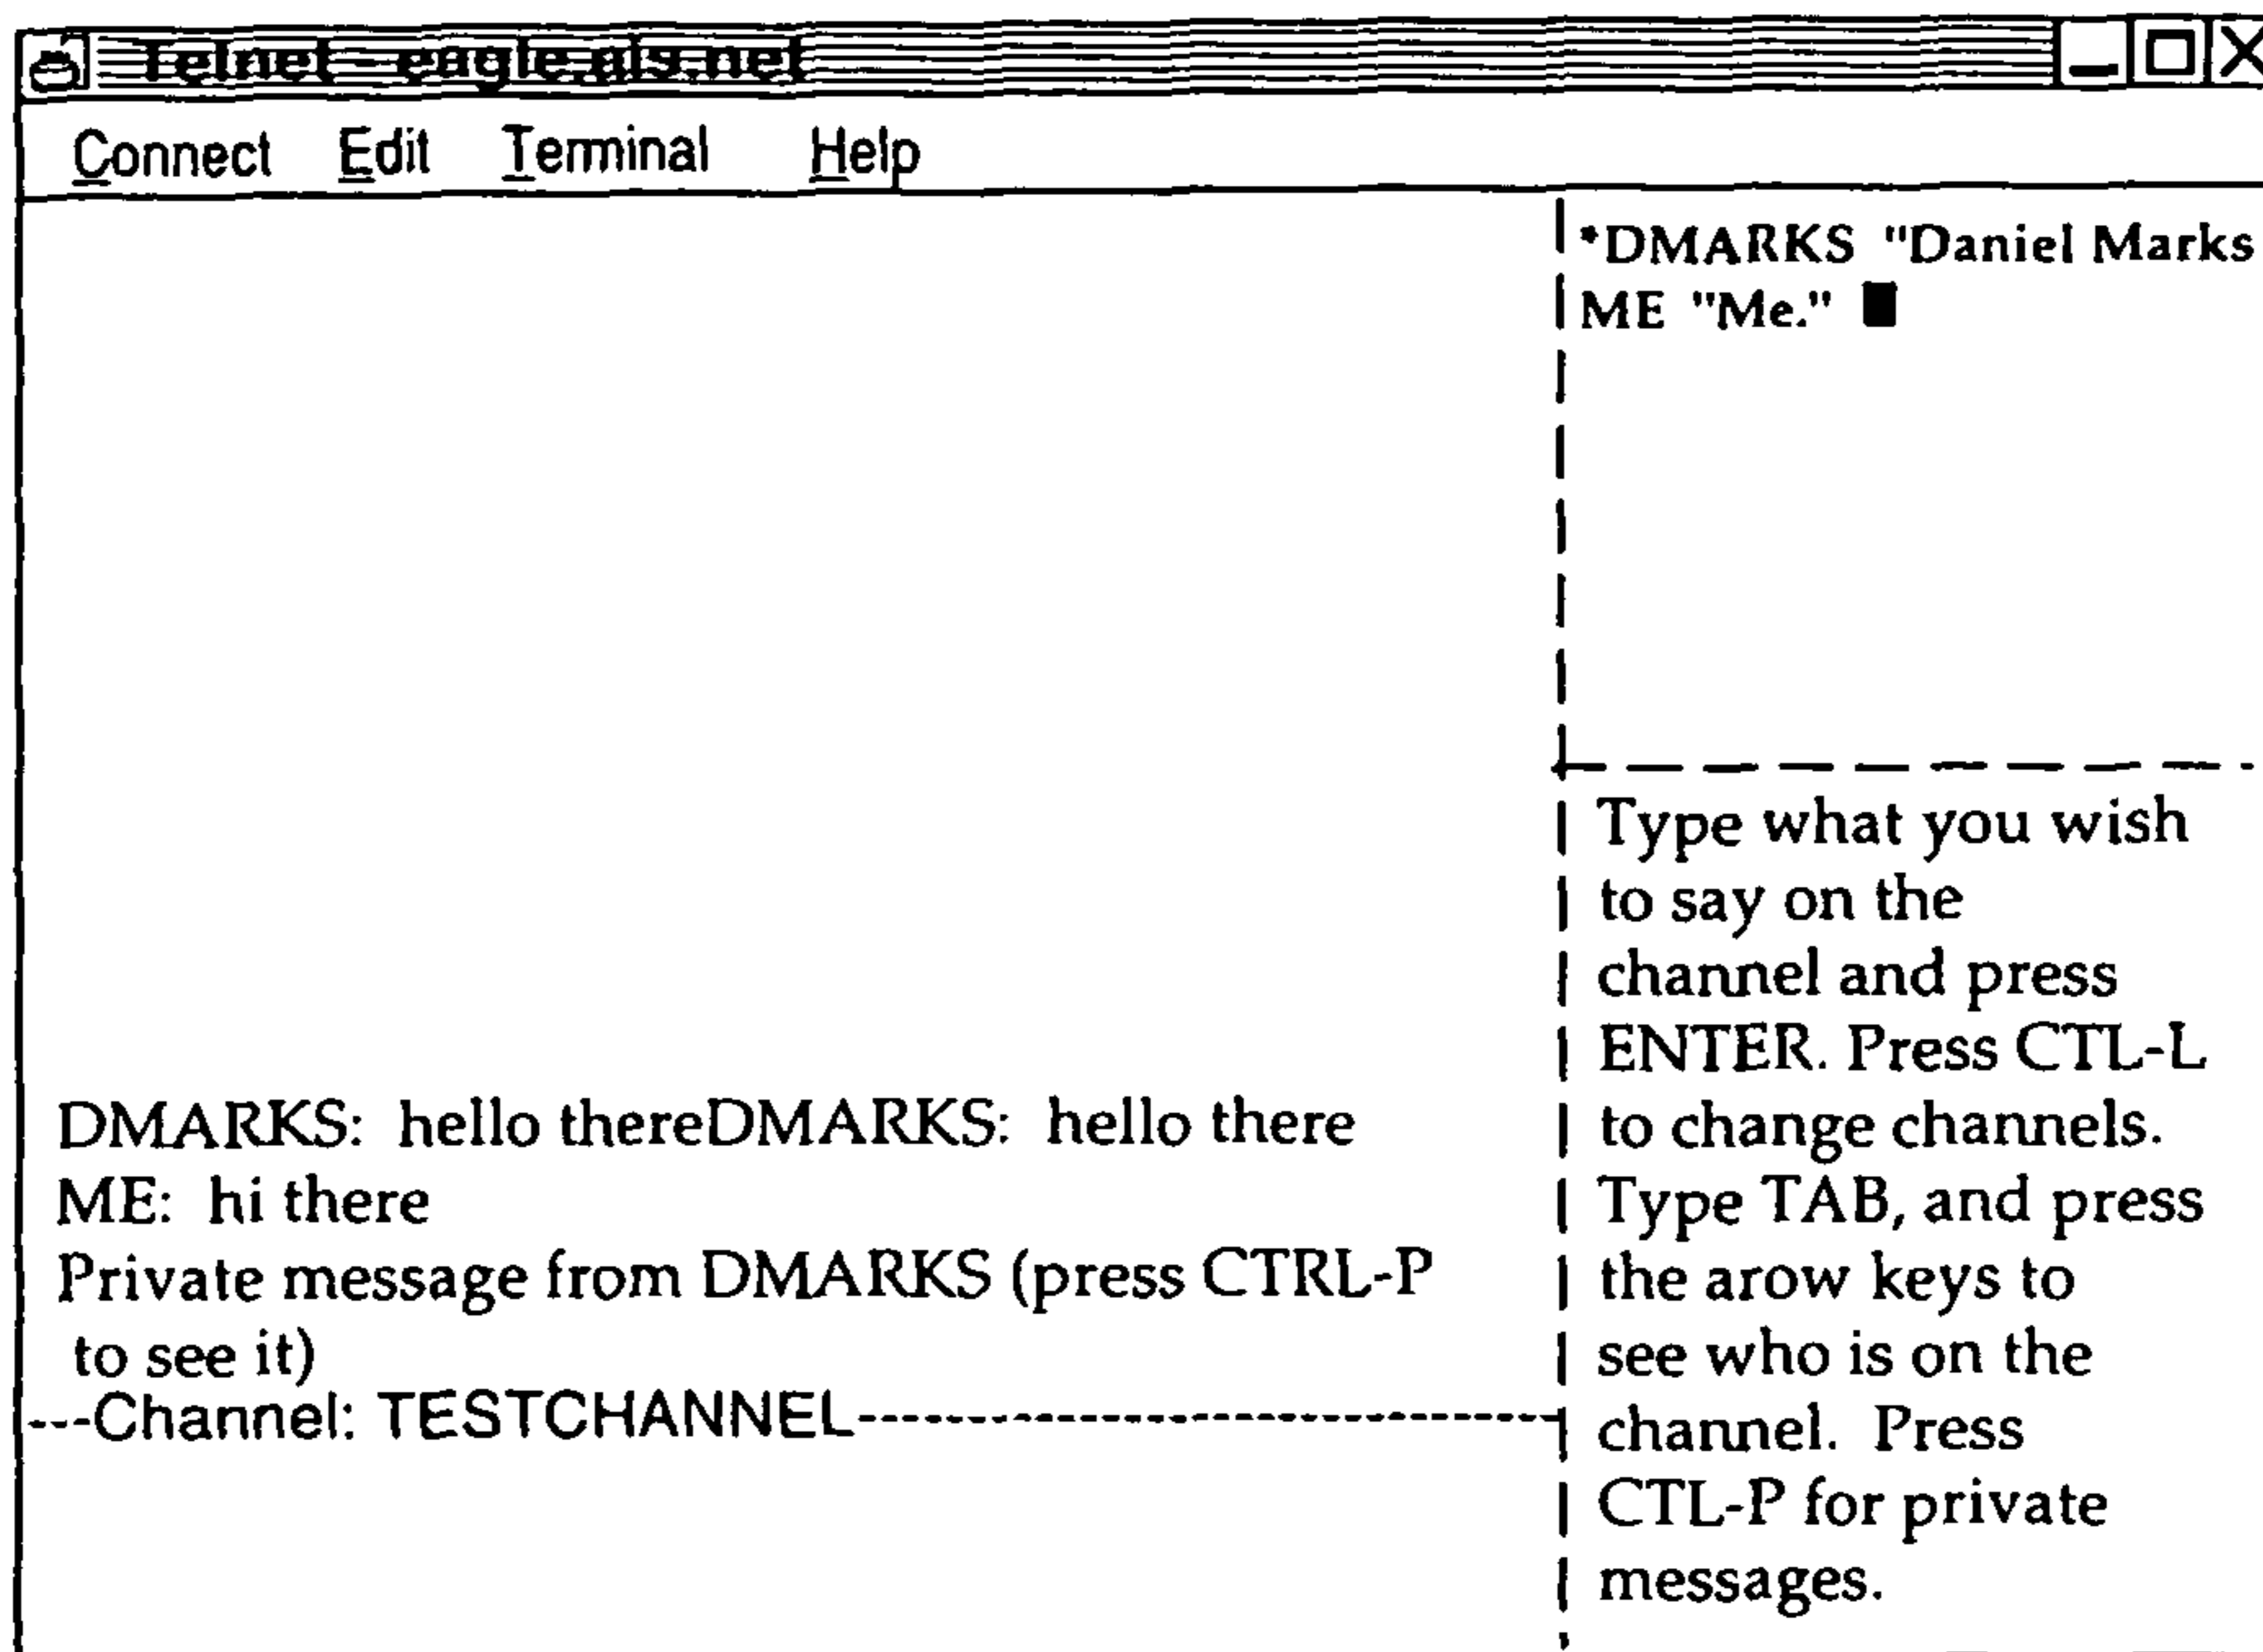 Telnet - eagle.ais.net
Connect Edit Terminal Help
*DMARKS "Daniel Marks
ME "Me."
DMARKS: hello thereDMARKS: hello there
ME: hi there
Private message from DMARKS (press CTRL-P
to see it)
---Channel: TESTCHANNEL---
Type what you wish
to say on the
channel and press
ENTER. Press CTL-L
to change channels.
Type TAB, and press
the arow keys to
see who is on the
channel. Press
CTL-P for private
messages.